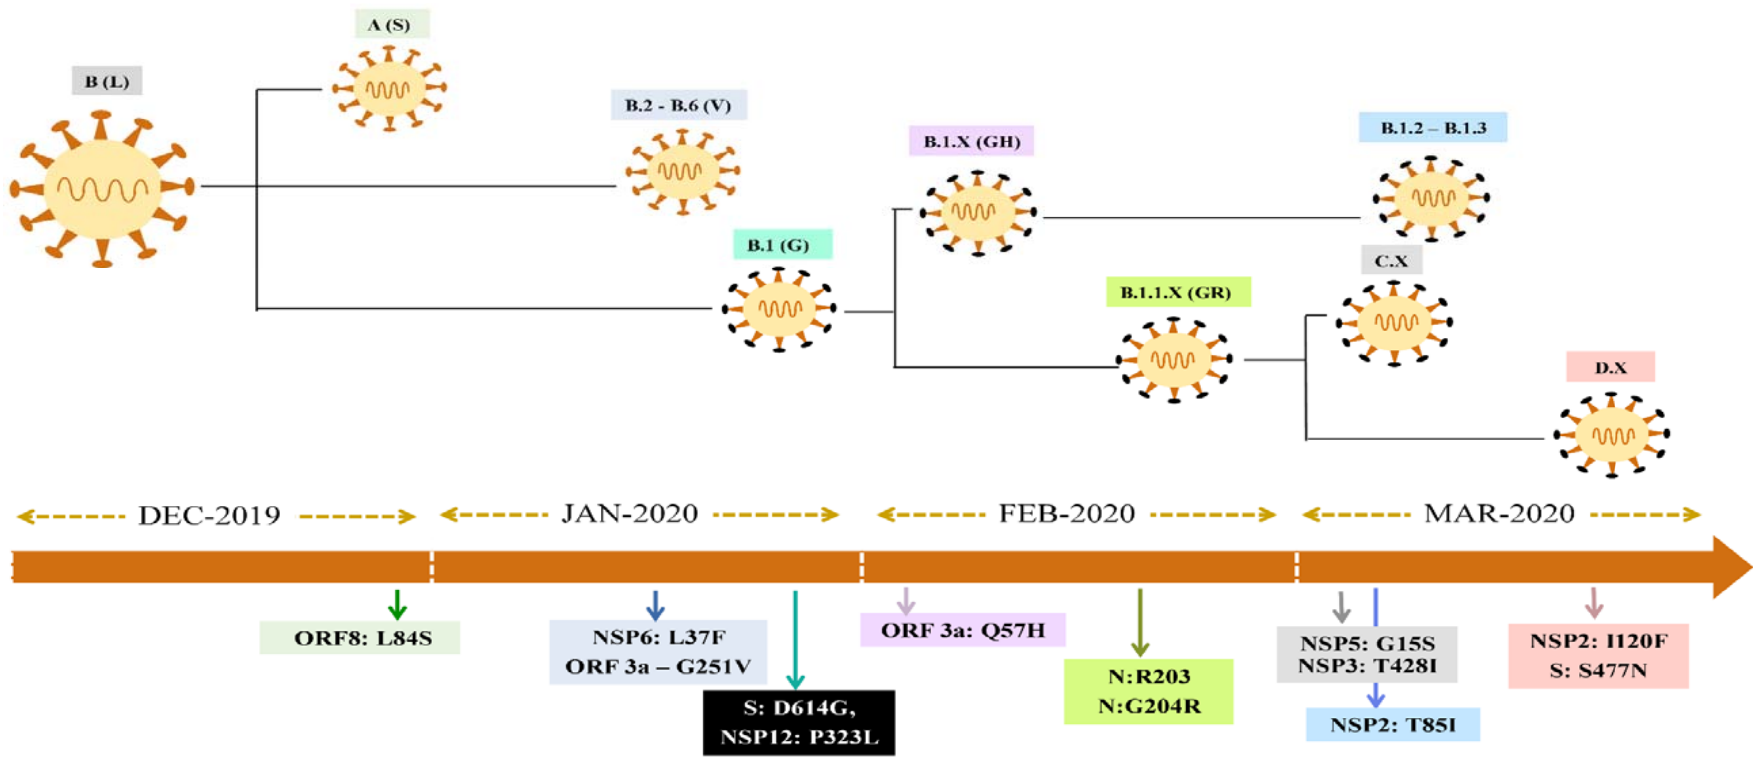 A (S)
B (L)
B.2 - B.6 (V)
B.1.X (GH)
B.1.2 – B.1.3
B.1 (G)
C.X
B.1.1.X (GR)
D.X
DEC-2019
JAN-2020
FEB-2020
MAR-2020
ORF8: L84S
NSP6: L37F
ORF 3a – G251V
S: D614G,
NSP12: P323L
ORF 3a: Q57H
N:R203
N:G204R
NSP5: G15S
NSP3: T428I
NSP2: T85I
NSP2: I120F
S: S477N